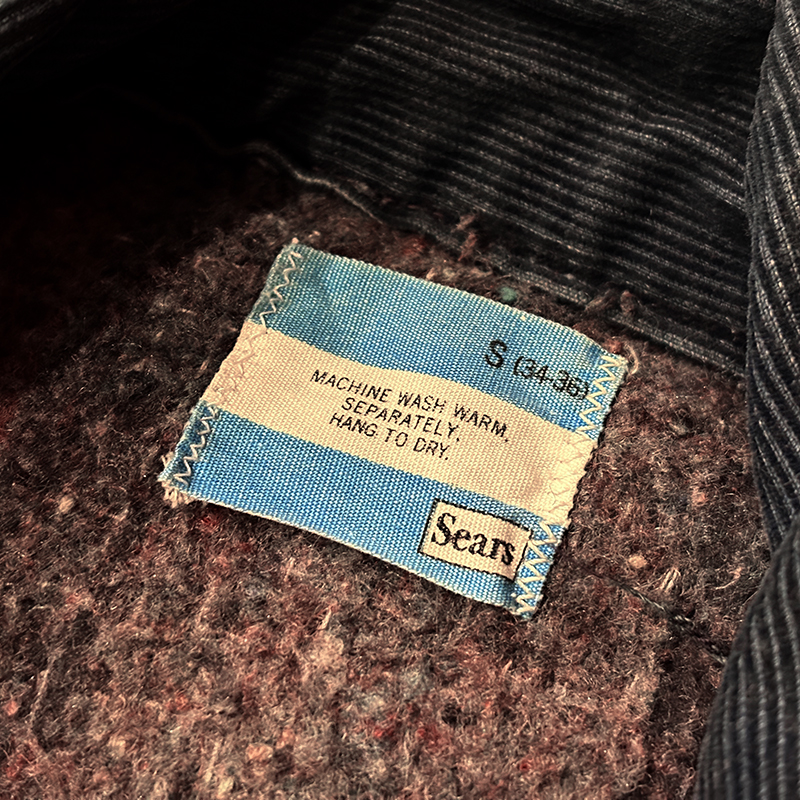 S (34-36)
MACHINE WASH WARM,
SEPARATELY,
HANG TO DRY.
Sears